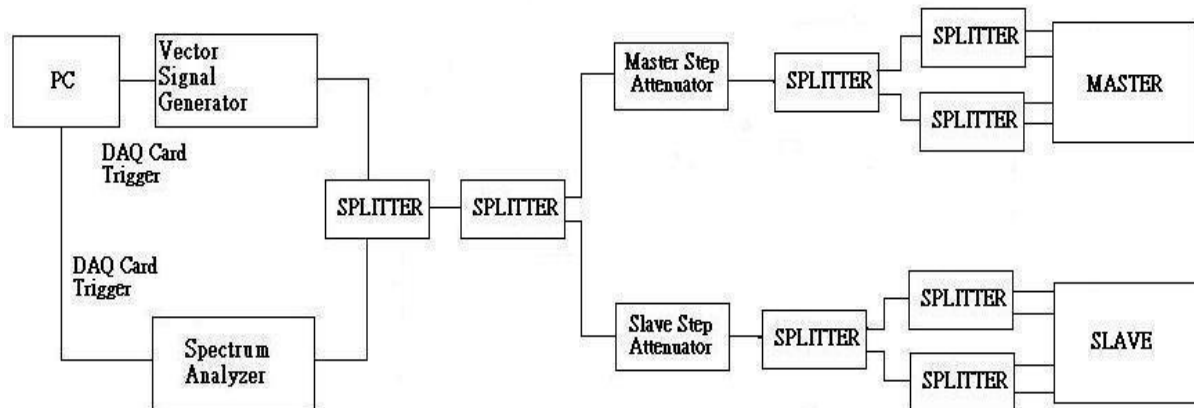 PC
Vector
Signal
Generator
DAQ Card
Trigger
DAQ Card
Trigger
Spectrum
Analyzer
SPLITTER
SPLITTER
Master Step
Attenuator
SPLITTER
SPLITTER
SPLITTER
MASTER
Slave Step
Attenuator
SPLITTER
SPLITTER
SPLITTER
SLAVE